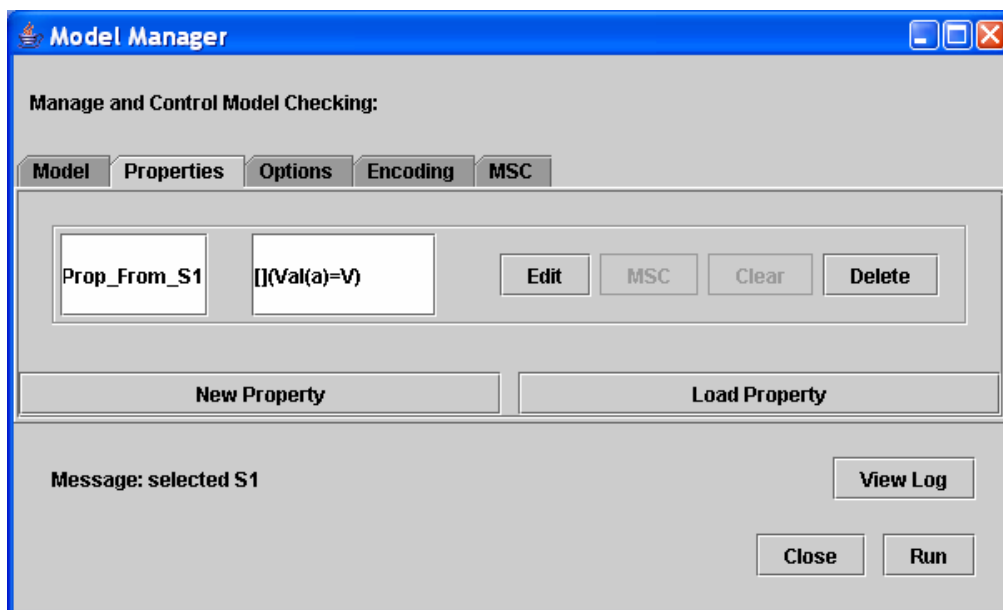 Model Manager
Manage and Control Model Checking:
Model Properties Options Encoding MSC
Prop_From_S1 [](Val(a)=V) Edit MSC Clear Delete
New Property Load Property
Message: selected S1 View Log
Close Run